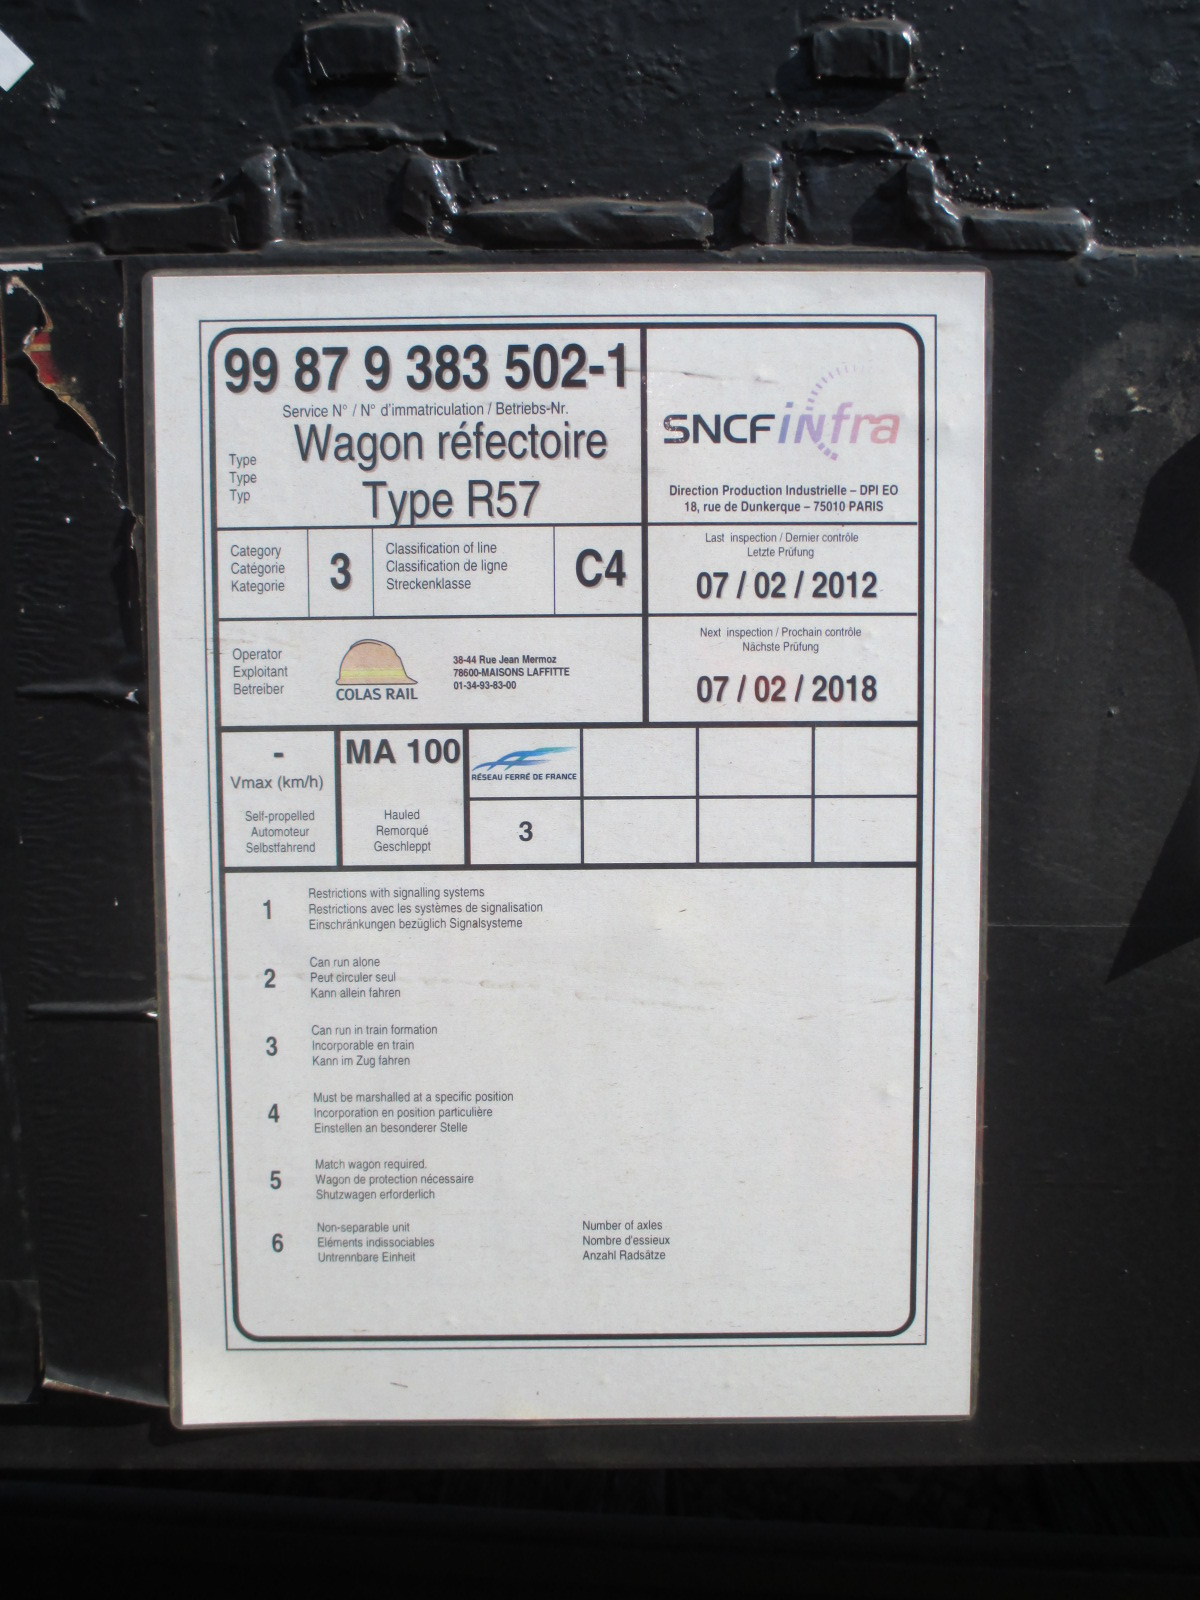 99 87 9 383 502-1
Service N° / N° d'immatriculation / Betriebs-Nr.
Type
Type
Typ
Wagon réfectoire
Type R57
SNCF infra
Direction Production Industrielle – DPI EO
18, rue de Dunkerque – 75010 PARIS
Category
Catégorie
Kategorie
3
Classification of line
Classification de ligne
Streckenklasse
C4
Last inspection / Dernier contrôle
Letzte Prüfung
07 / 02 / 2012
Operator
Exploitant
Betreiber
COLAS RAIL
38-44 Rue Jean Mermoz
78600-MAISONS LAFFITTE
01-34-93-83-00
Next inspection / Prochain contrôle
Nächste Prüfung
07 / 02 / 2018
-
Vmax (km/h)
Self-propelled
Automoteur
Selbstfahrend
MA 100
Hauled
Remorqué
Geschleppt
RÉSEAU FERRÉ DE FRANCE
3
1
Restrictions with signalling systems
Restrictions avec les systèmes de signalisation
Einschränkungen bezüglich Signalsysteme
2
Can run alone
Peut circuler seul
Kann allein fahren
3
Can run in train formation
Incorporable en train
Kann im Zug fahren
4
Must be marshalled at a specific position
Incorporation en position particulière
Einstellen an besonderer Stelle
5
Match wagon required.
Wagon de protection nécessaire
Shutzwagen erforderlich
6
Non-separable unit
Eléments indissociables
Untrennbare Einheit
Number of axles
Nombre d'essieux
Anzahl Radsätze